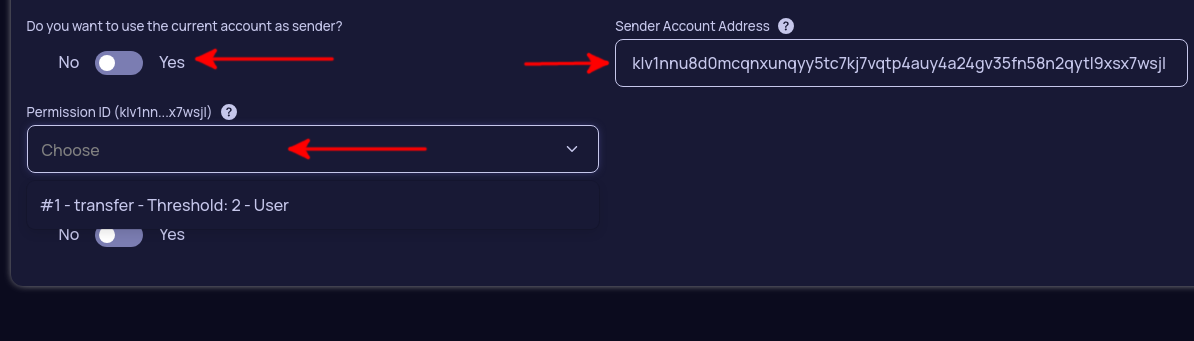 Do you want to use the current account as sender?
No Yes
Sender Account Address ?
klv1nnu8d0mcqnxunqyy5tc7kj7vqtp4auy4a24gv35fn58n2qytl9xsx7wsjl
Permission ID (klv1nn...x7wsjl) ?
Choose
#1 - transfer - Threshold: 2 - User
No Yes